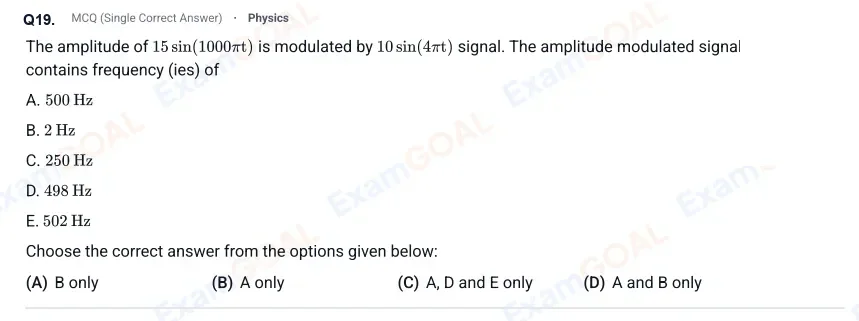 Q19. MCQ (Single Correct Answer) · Physics
The amplitude of 15 sin(1000πt) is modulated by 10 sin(4πt) signal. The amplitude modulated signal
contains frequency (ies) of
A. 500 Hz
B. 2 Hz
C. 250 Hz
D. 498 Hz
E. 502 Hz
Choose the correct answer from the options given below:
(A) B only (B) A only (C) A, D and E only (D) A and B only
ExamGOAL